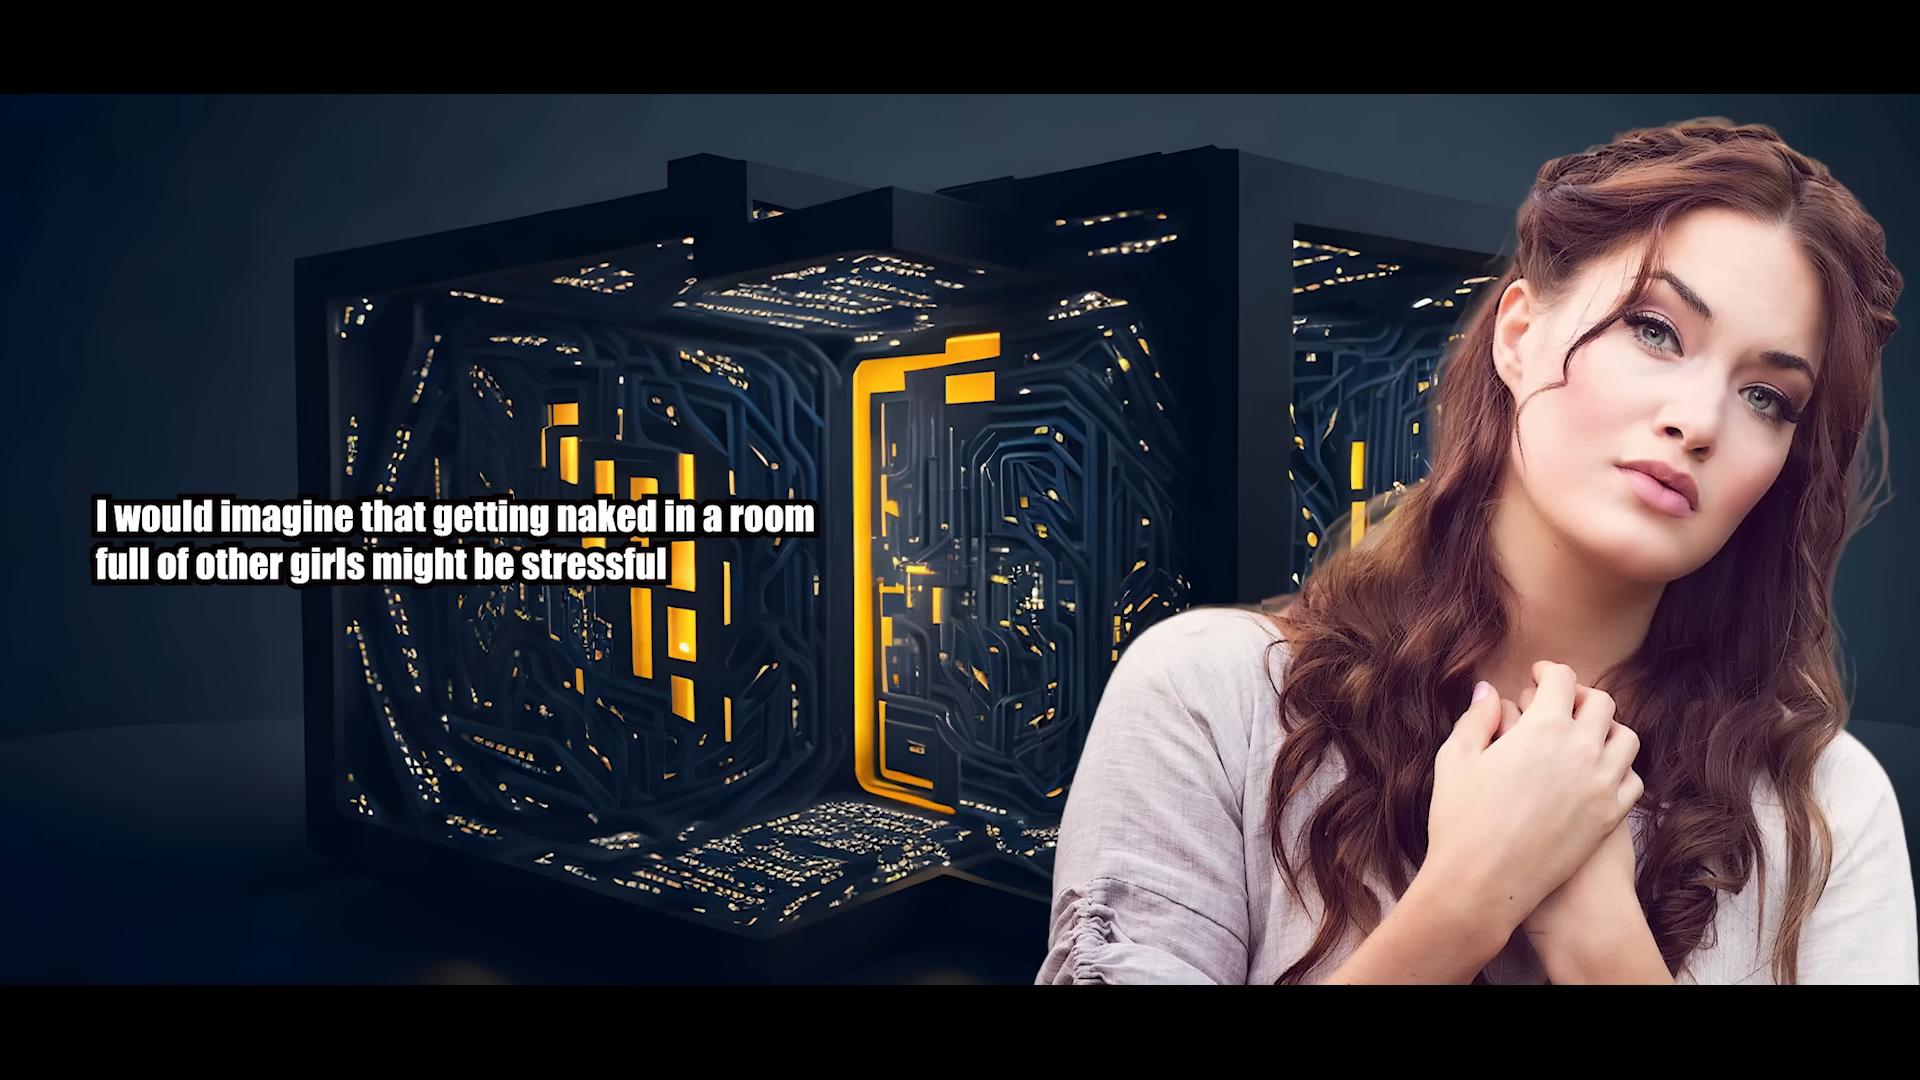 I would imagine that getting naked in a room
full of other girls might be stressful